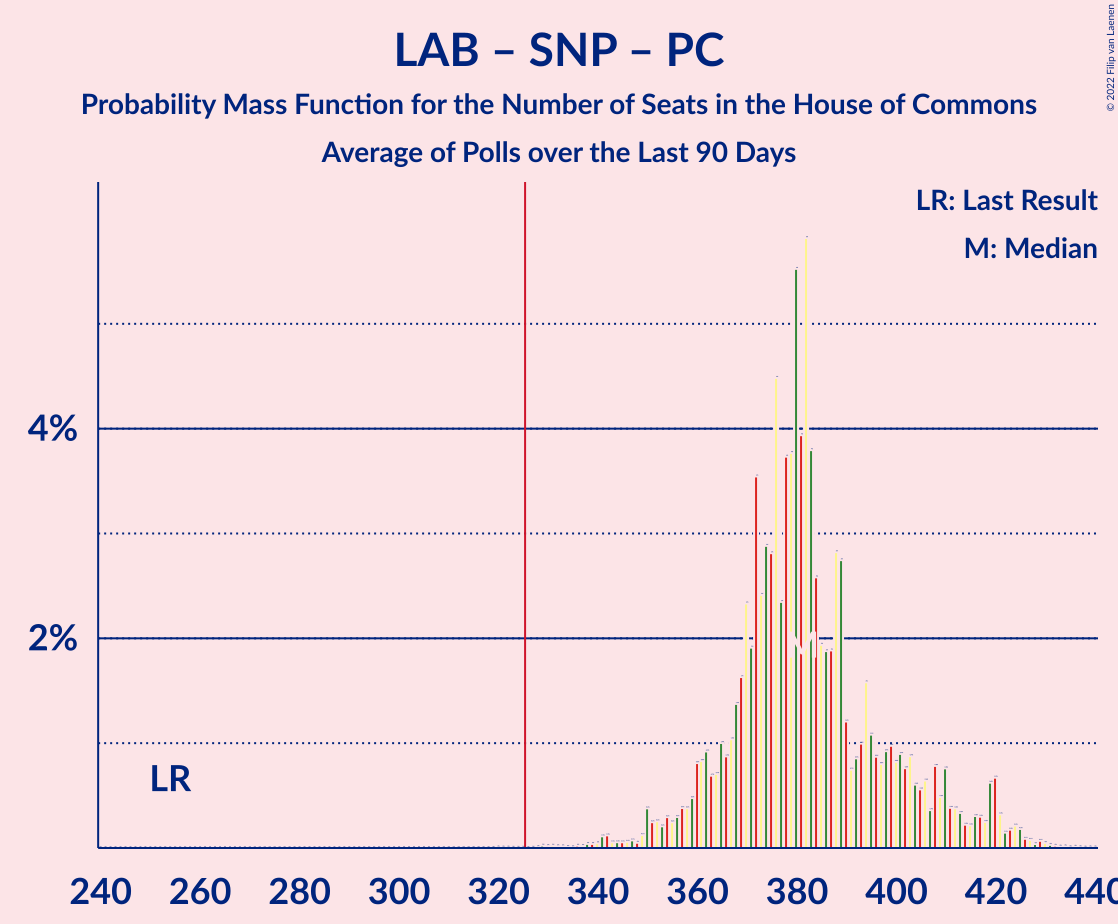 LAB – SNP – PC
Probability Mass Function for the Number of Seats in the House of Commons
Average of Polls over the Last 90 Days
© 2022 Filip van Laenen
LR: Last Result
M: Median
4%
2%
LR
M
240 260 280 300 320 340 360 380 400 420 440